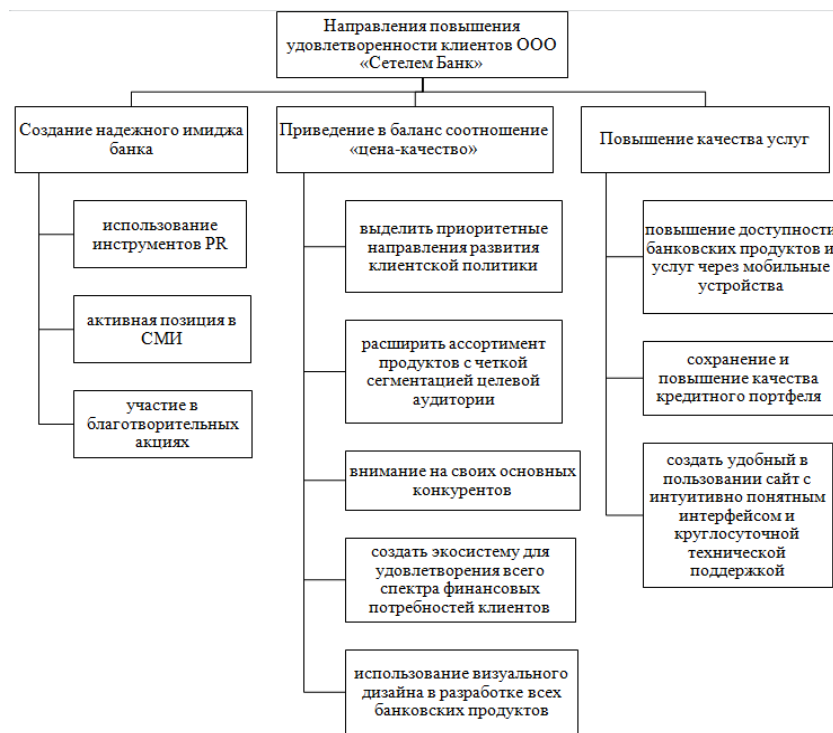 Направления повышения
удовлетворенности клиентов ООО
«Сетелем Банк»
Создание надежного имиджа
банка
использование
инструментов PR
активная позиция в
СМИ
участие в
благотворительных
акциях
Приведение в баланс соотношение
«цена-качество»
выделить приоритетные
направления развития
клиентской политики
расширить ассортимент
продуктов с четкой
сегментацией целевой
аудитории
внимание на своих основных
конкурентов
создать экосистему для
удовлетворения всего
спектра финансовых
потребностей клиентов
использование визуального
дизайна в разработке всех
банковских продуктов
Повышение качества услуг
повышение доступности
банковских продуктов и
услуг через мобильные
устройства
сохранение и
повышение качества
кредитного портфеля
создать удобный в
пользовании сайт с
интуитивно понятным
интерфейсом и
круглосуточной
технической
поддержкой